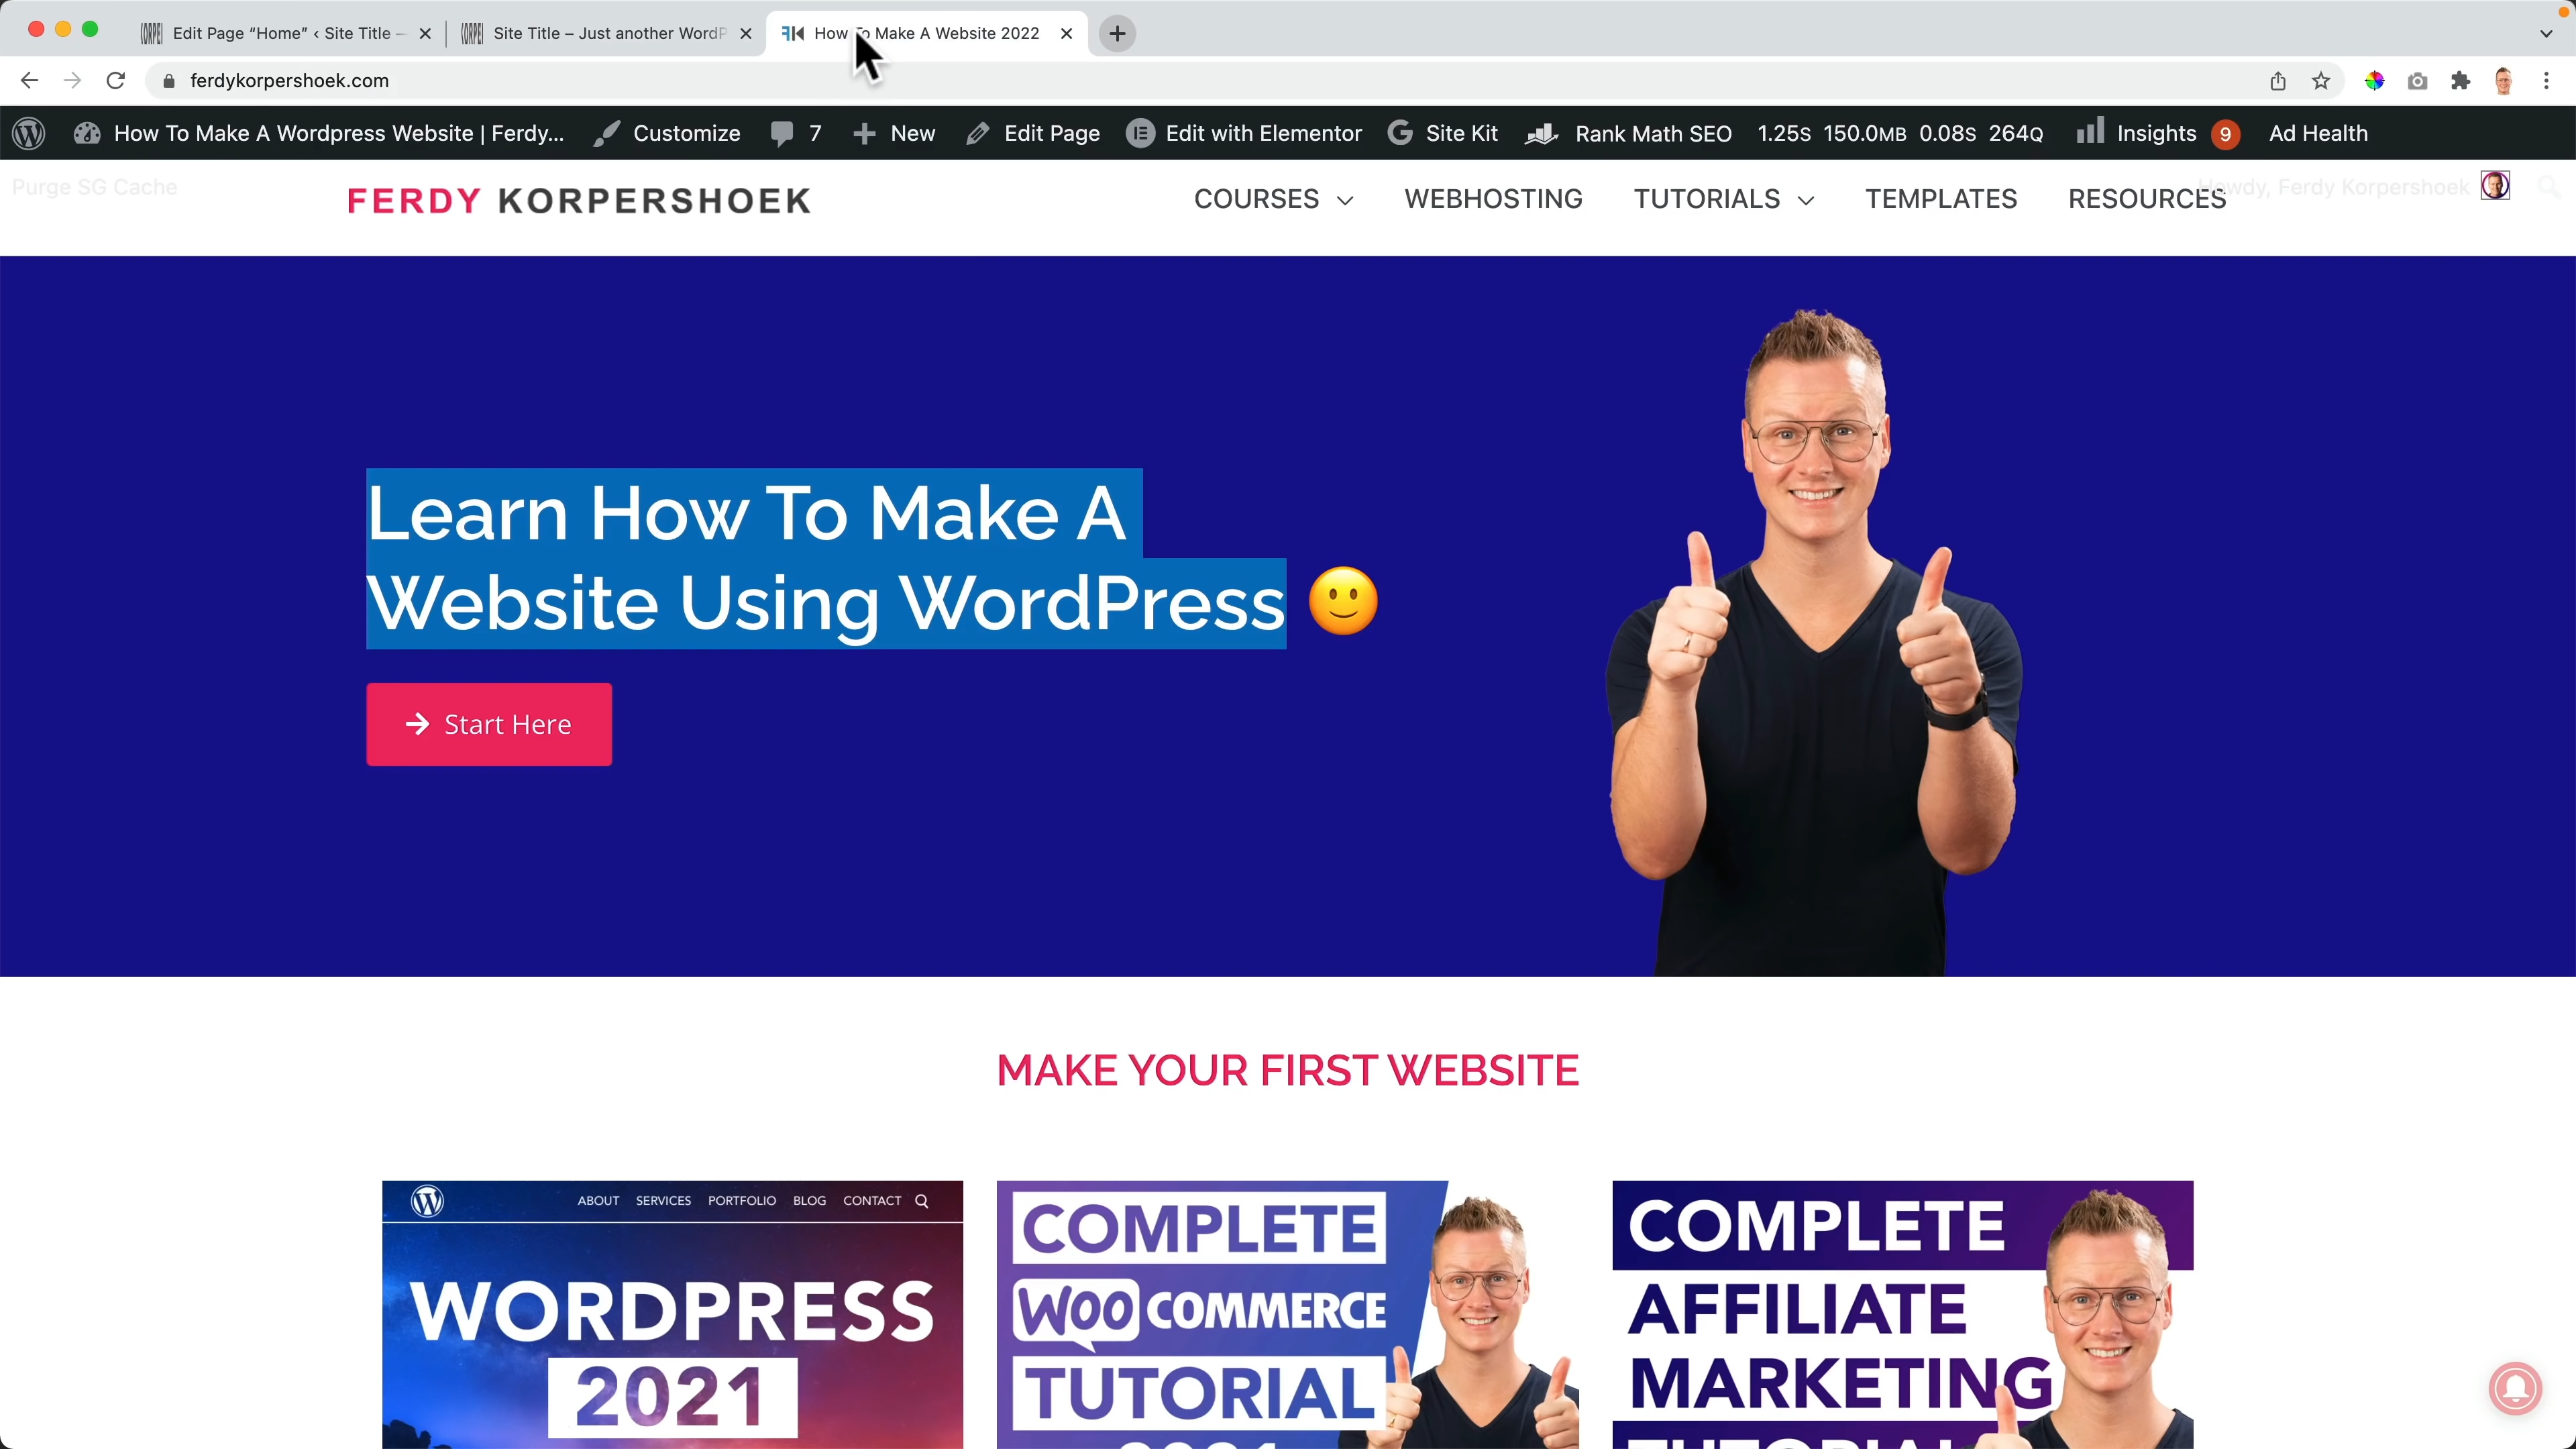 Edit Page “Home” ‹ Site Title —
Site Title – Just another WordP
How To Make A Website 2022
ferdykorpershoek.com
How To Make A Wordpress Website | Ferdy... Customize 7 New Edit Page Edit with Elementor Site Kit Rank Math SEO 1.25S 150.0MB 0.08S 264Q Insights 9 Ad Health
Purge SG Cache
Howdy, Ferdy Korpershoek
FERDY KORPERSHOEK
COURSES WEBHOSTING TUTORIALS TEMPLATES RESOURCES
Learn How To Make A
Website Using WordPress
Start Here
MAKE YOUR FIRST WEBSITE
ABOUT SERVICES PORTFOLIO BLOG CONTACT
WORDPRESS
2021
COMPLETE
WOO COMMERCE
TUTORIAL
2021
COMPLETE
AFFILIATE
MARKETING
TUTORIAL